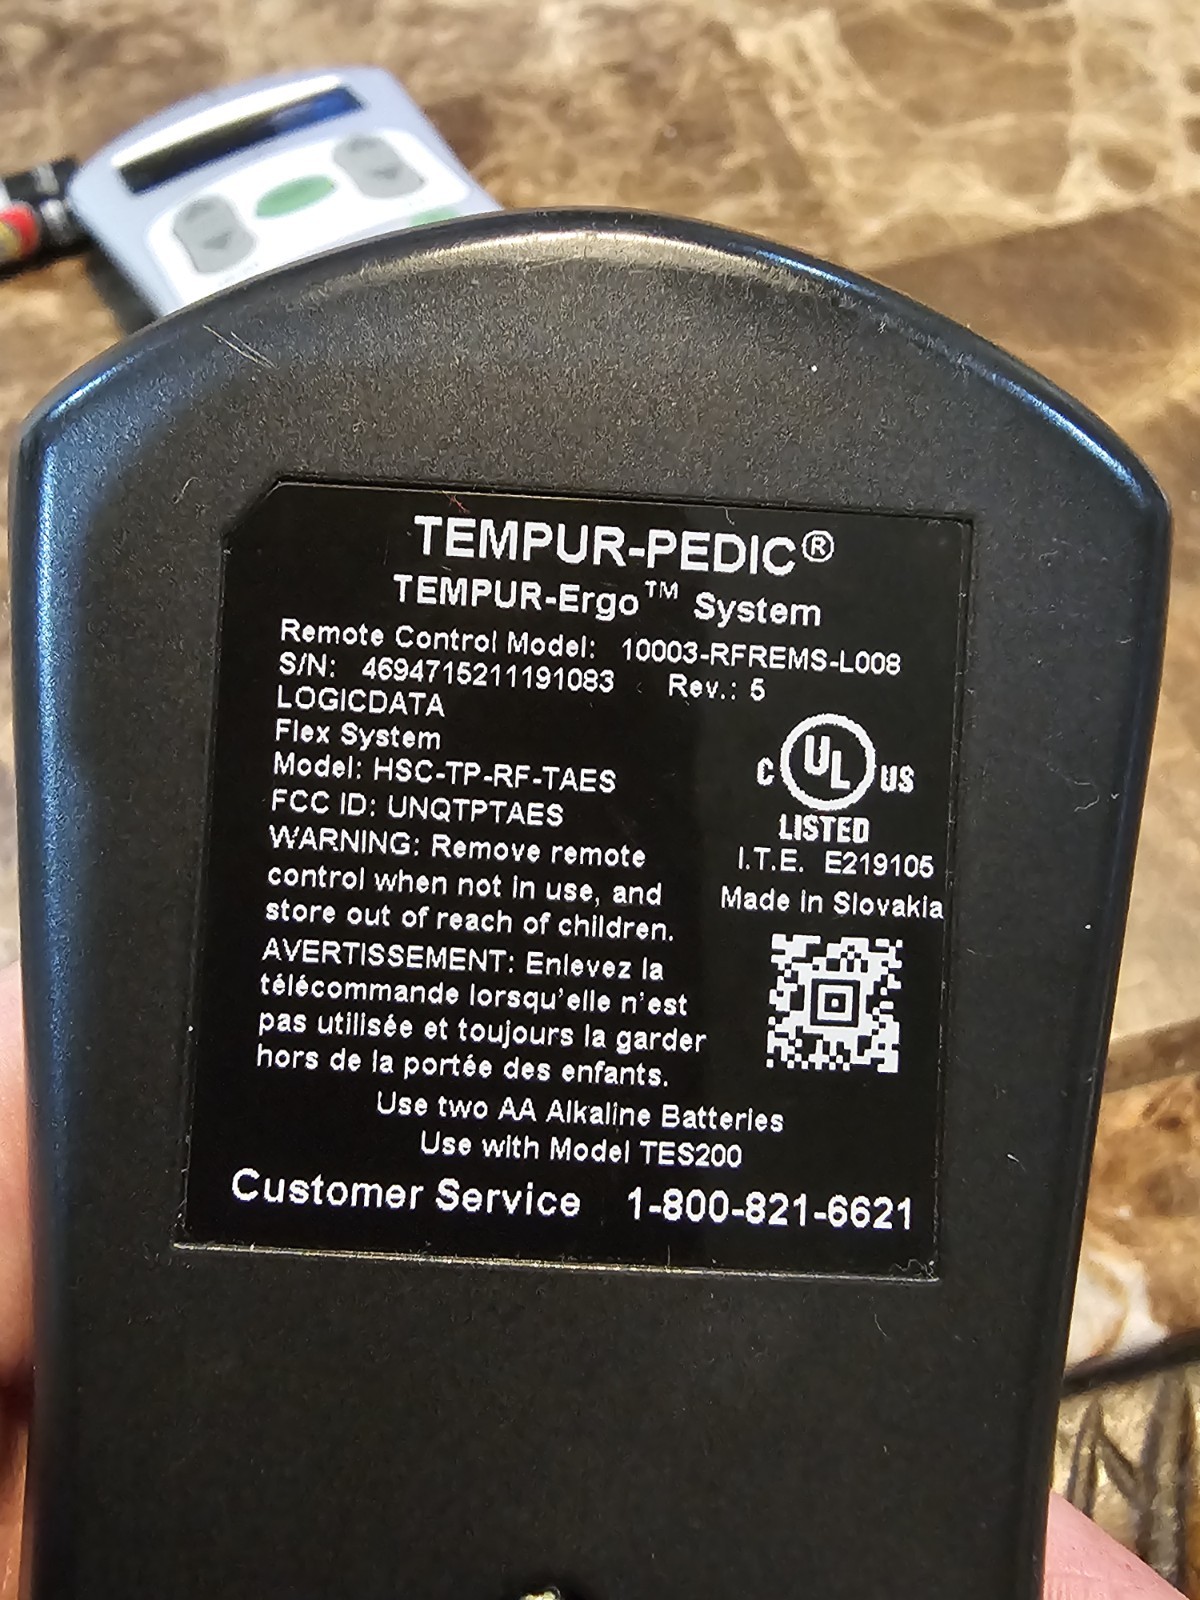 TEMPUR-PEDIC®
TEMPUR-Ergo™ System
Remote Control Model: 10003-RFREMS-L008
S/N: 4694715211191083 Rev.: 5
LOGICDATA
Flex System
Model: HSC-TP-RF-TAES
FCC ID: UNQTPTAES
C UL US
LISTED
I.T.E. E219105
Made in Slovakia
WARNING: Remove remote
control when not in use, and
store out of reach of children.
AVERTISSEMENT: Enlevez la
télécommande lorsqu'elle n'est
pas utilisée et toujours la garder
hors de la portée des enfants.
Use two AA Alkaline Batteries
Use with Model TES200
Customer Service 1-800-821-6621